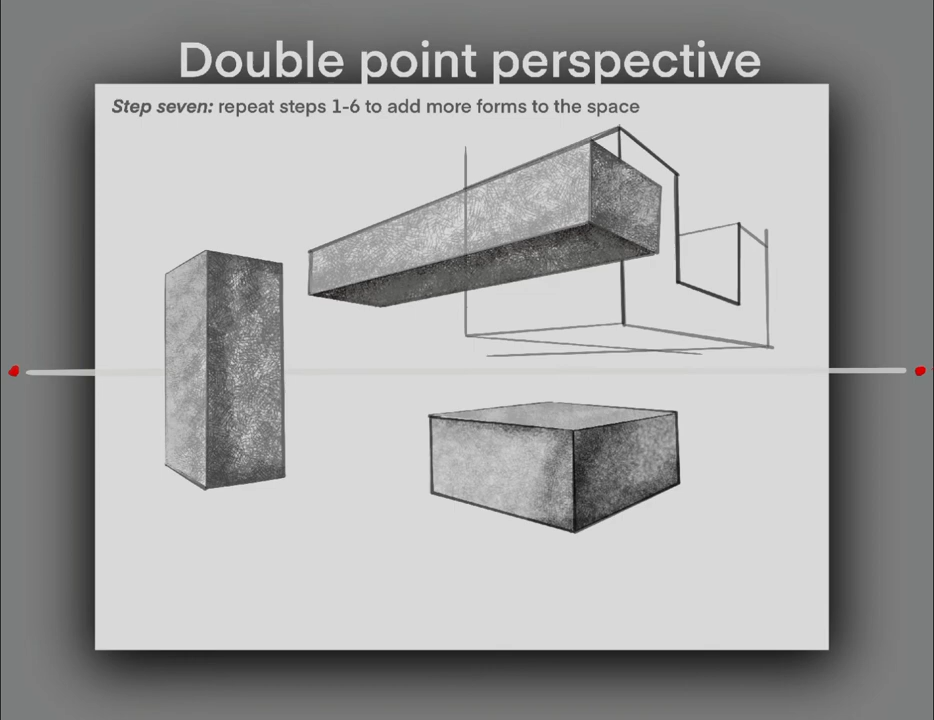 Double point perspective
Step seven: repeat steps 1-6 to add more forms to the space